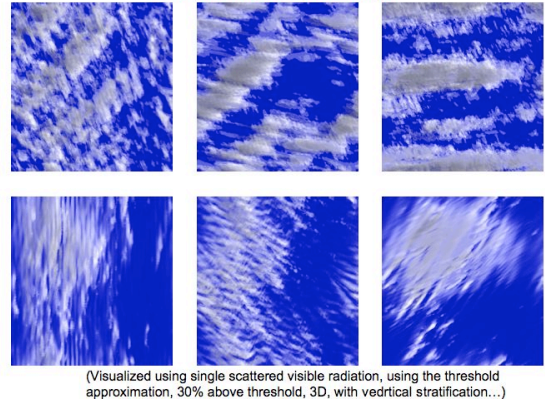 (Visualized using single scattered visible radiation, using the threshold
approximation, 30% above threshold, 3D, with vedrtical stratification…)